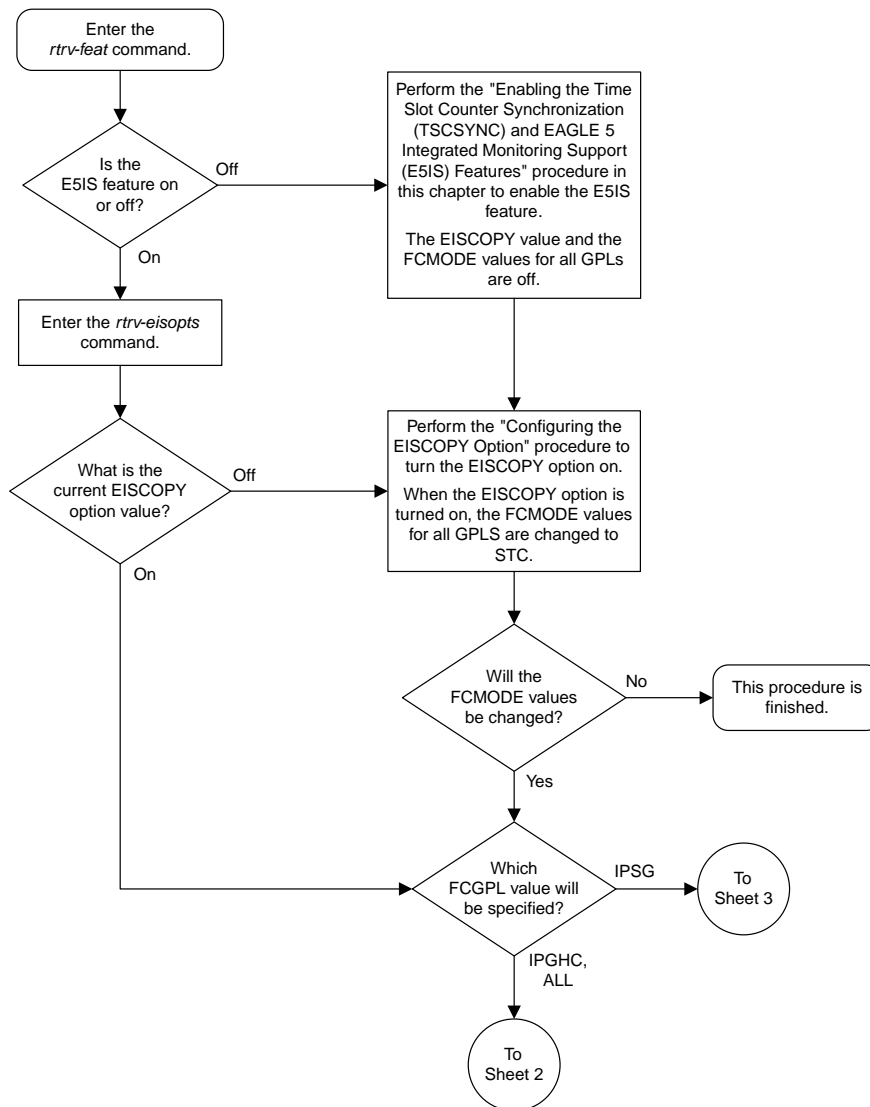 Enter the
rtrv-feat command.
Is the
E5IS feature on
or off?
Off
On
Perform the "Enabling the Time
Slot Counter Synchronization
(TSCSYNC) and EAGLE 5
Integrated Monitoring Support
(E5IS) Features" procedure in
this chapter to enable the E5IS
feature.
The EISCOPY value and the
FCMODE values for all GPLs
are off.
Enter the rtrv-eisopts
command.
What is the
current EISCOPY
option value?
Off
On
Perform the "Configuring the
EISCOPY Option" procedure to
turn the EISCOPY option on.
When the EISCOPY option is
turned on, the FCMODE values
for all GPLS are changed to
STC.
Will the
FCMODE values
be changed?
No
This procedure is
finished.
Yes
Which
FCGPL value will
be specified?
IPSG
To
Sheet 3
IPGHC,
ALL
To
Sheet 2